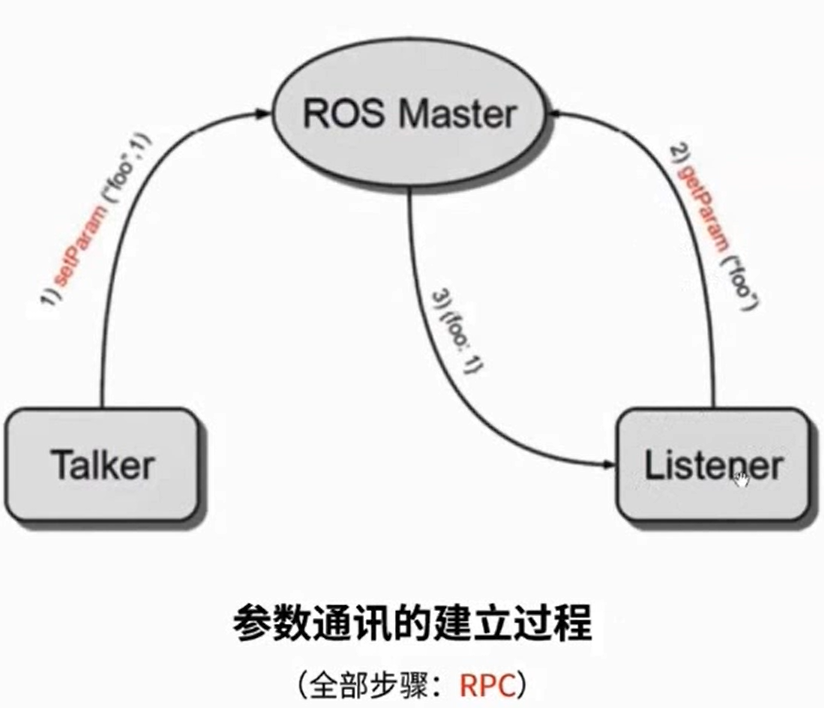 ROS Master
1) setParam ("foo",1)
2) getParam ("foo")
3) {foo: 1}
Talker
Listener
参数通讯的建立过程
（全部步骤：RPC）